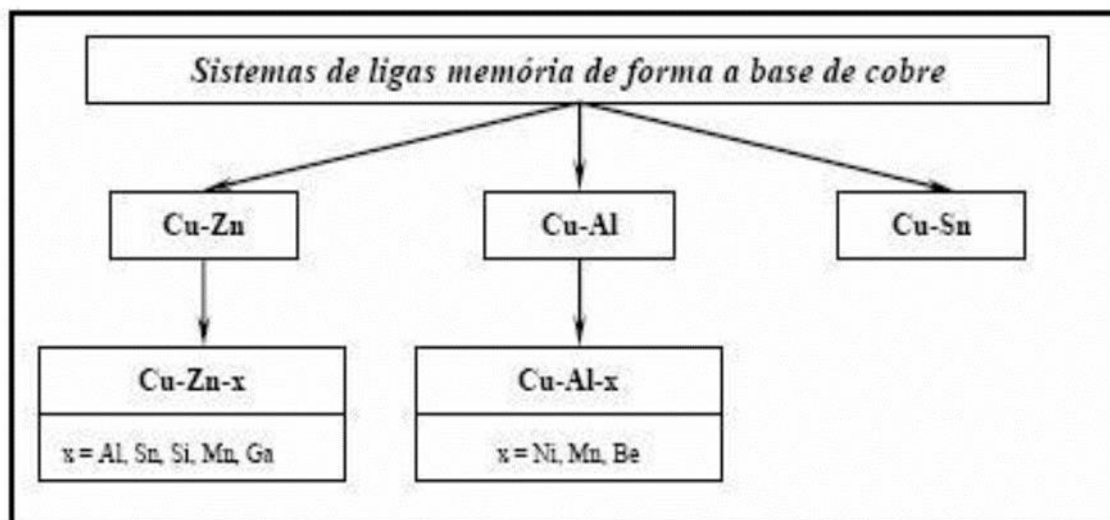 Sistemas de ligas memória de forma a base de cobre
Cu-Zn
Cu-Al
Cu-Sn
Cu-Zn-x
x = Al, Sn, Si, Mn, Ga
Cu-Al-x
x = Ni, Mn, Be